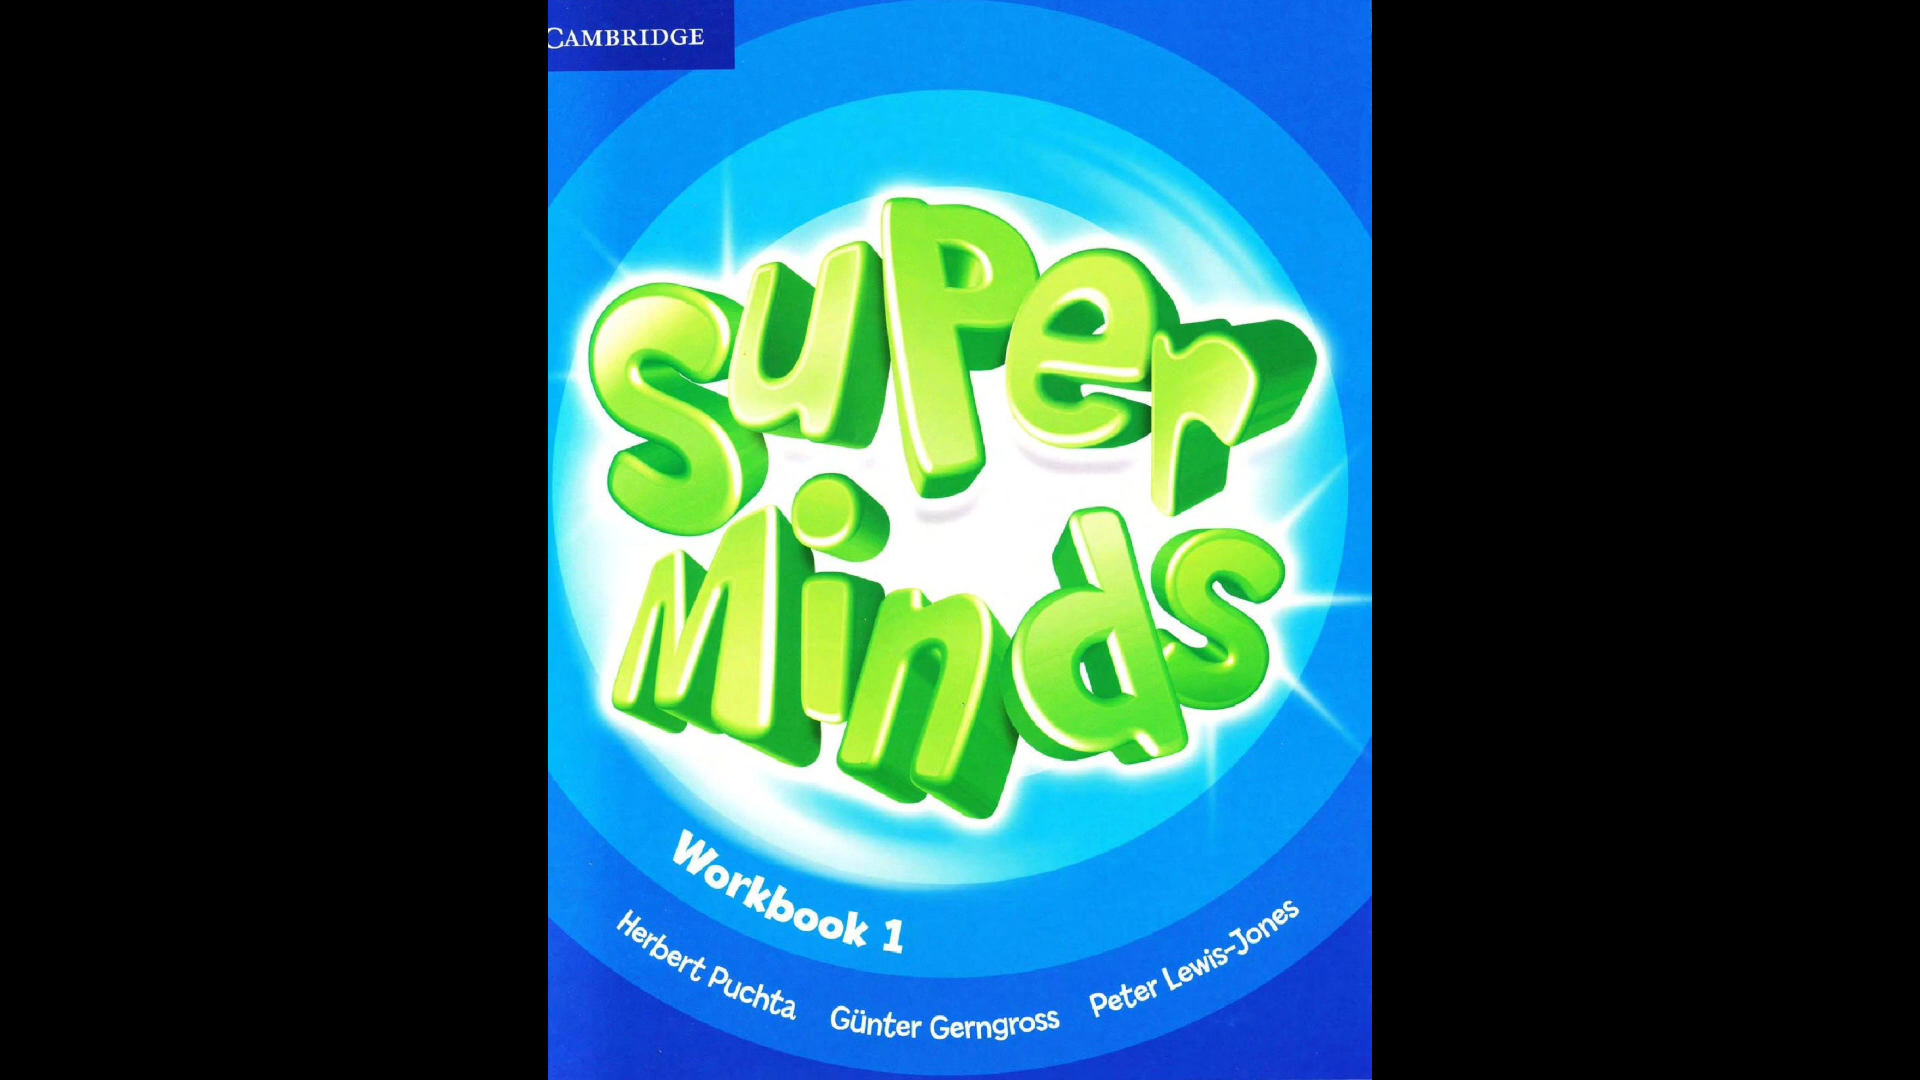 CAMBRIDGE
Super
Minds
Workbook 1
Herbert Puchta
Günter Gerngross
Peter Lewis-Jones